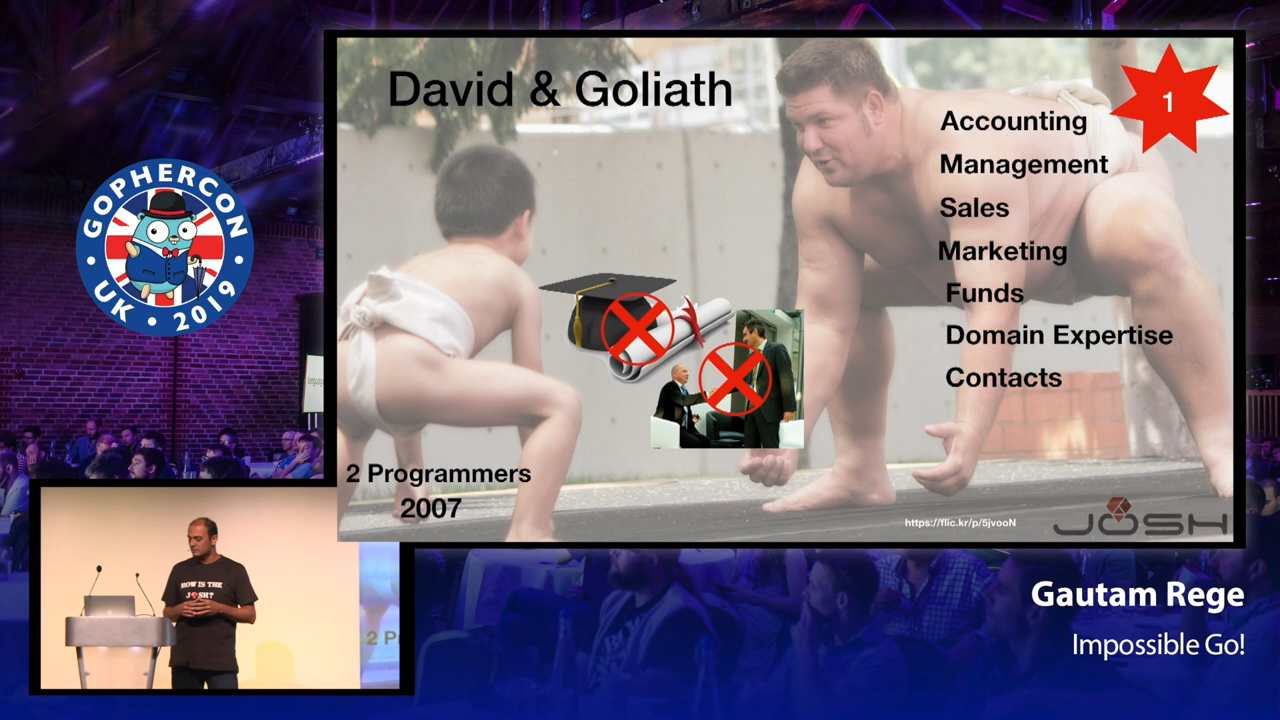 David & Goliath
1
Accounting
Management
Sales
Marketing
Funds
Domain Expertise
Contacts
2 Programmers
2007
https://flic.kr/p/5jvooN
JOSH
GOPHERCON
UK • 2019
HOW IS THE
JOSH?
2 P
Gautam Rege
Impossible Go!